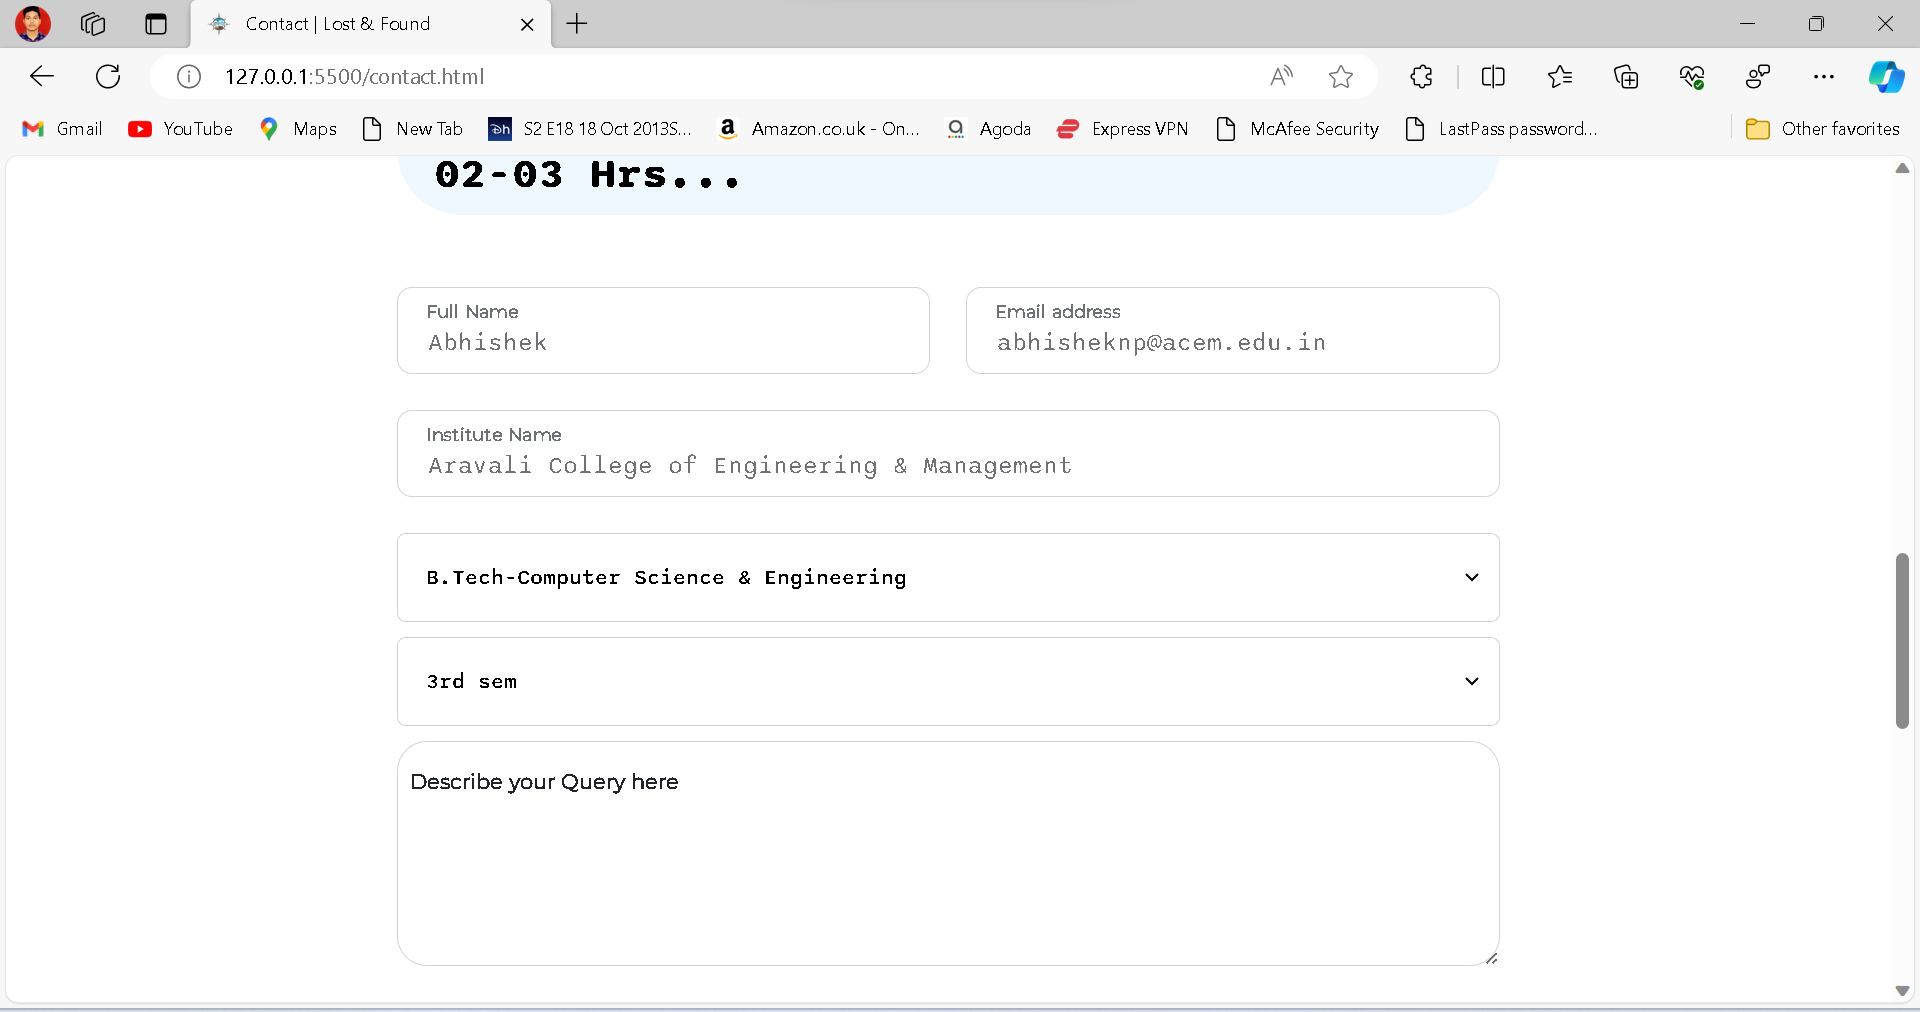 Contact | Lost & Found
127.0.0.1:5500/contact.html
Gmail YouTube Maps New Tab S2 E18 18 Oct 2013S... Amazon.co.uk - On... Agoda Express VPN McAfee Security LastPass password... Other favorites
02-03 Hrs...
Full Name
Abhishek
Email address
abhisheknp@acem.edu.in
Institute Name
Aravali College of Engineering & Management
B.Tech-Computer Science & Engineering
3rd sem
Describe your Query here